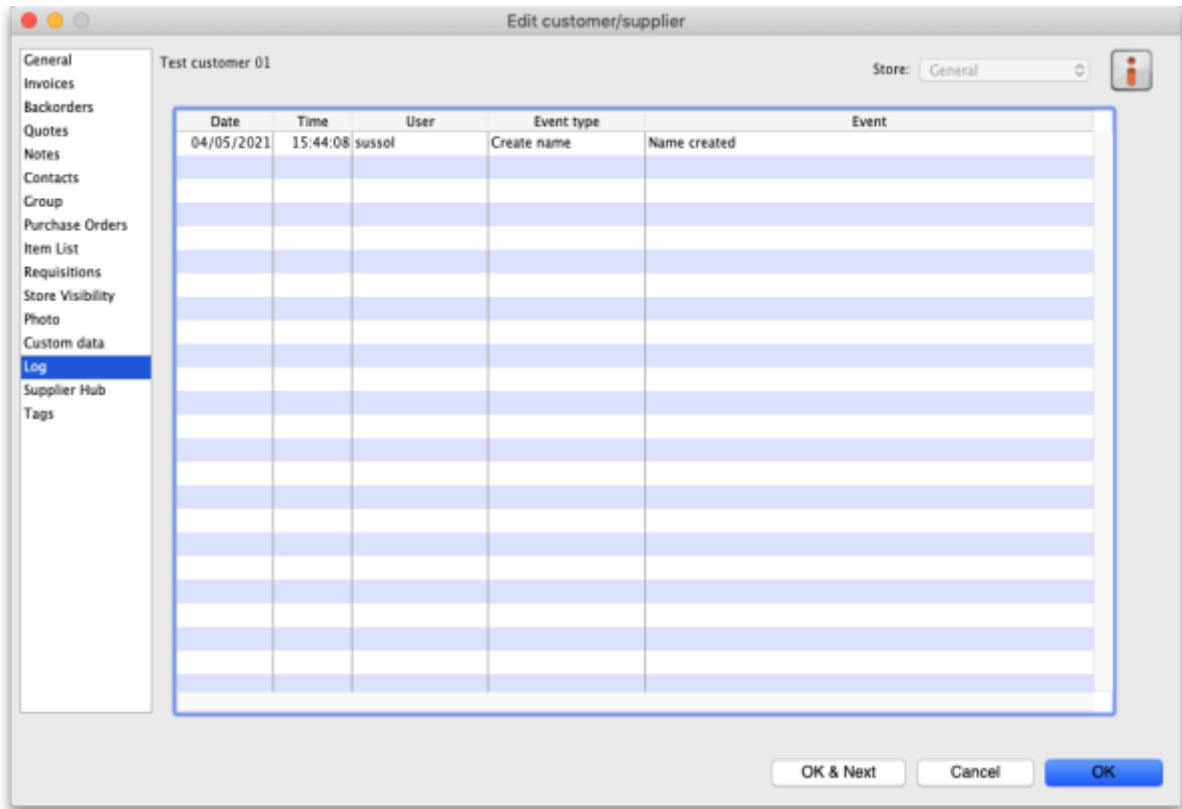 Edit customer/supplier
General
Invoices
Backorders
Quotes
Notes
Contacts
Group
Purchase Orders
Item List
Requisitions
Store Visibility
Photo
Custom data
Log
Supplier Hub
Tags
Test customer 01
Store: General
Date Time User Event type Event
04/05/2021 15:44:08 sussol Create name Name created
OK & Next Cancel OK